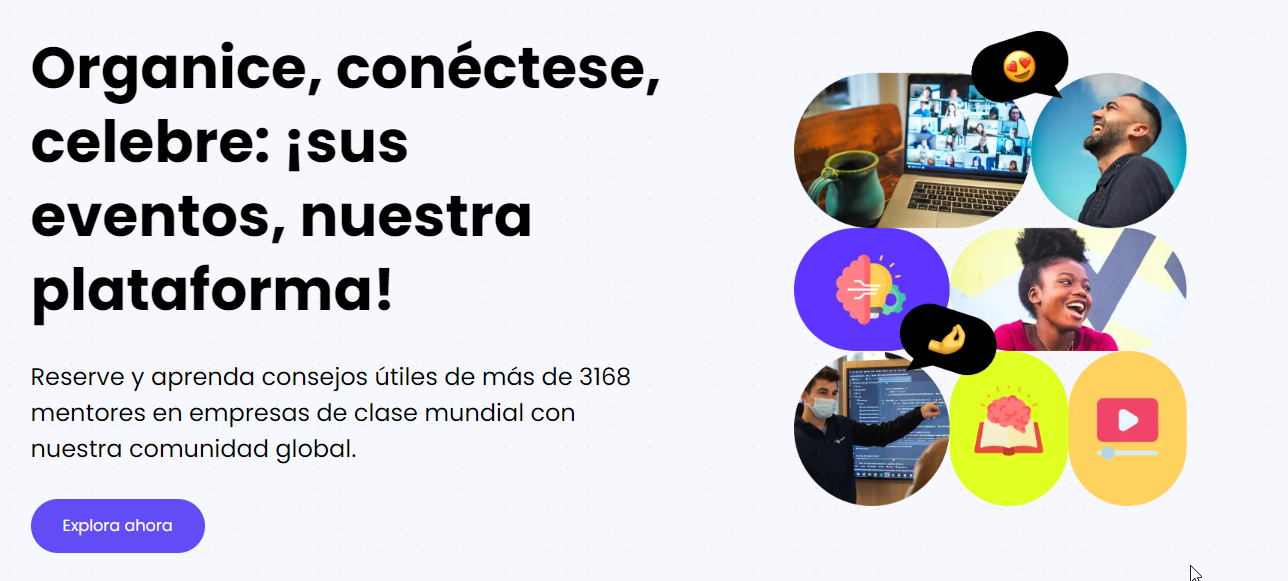 Organice, conéctese,
celebre: ¡sus
eventos, nuestra
plataforma!
Reserve y aprenda consejos útiles de más de 3168
mentores en empresas de clase mundial con
nuestra comunidad global.
Explora ahora